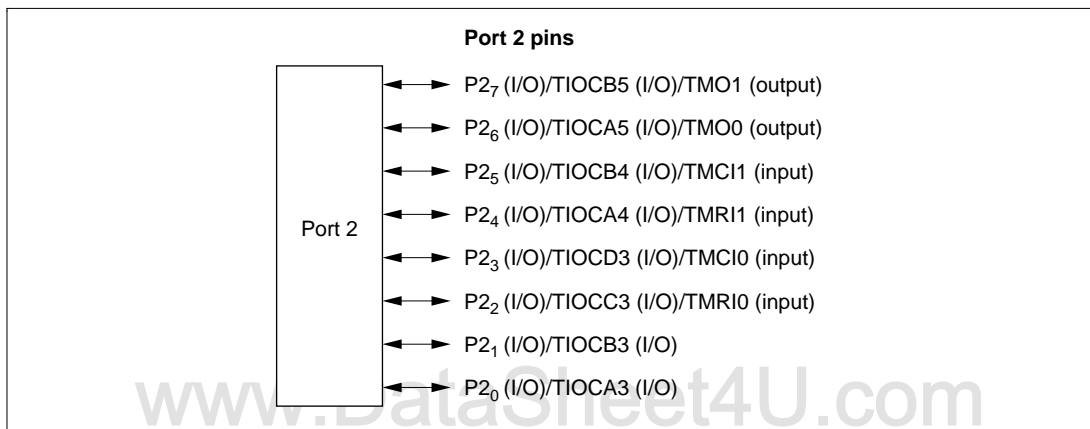 Port 2 pins
P2₇ (I/O)/TIOCB5 (I/O)/TMO1 (output)
P2₆ (I/O)/TIOCA5 (I/O)/TMO0 (output)
P2₅ (I/O)/TIOCB4 (I/O)/TMCI1 (input)
P2₄ (I/O)/TIOCA4 (I/O)/TMRI1 (input)
Port 2
P2₃ (I/O)/TIOCD3 (I/O)/TMCI0 (input)
P2₂ (I/O)/TIOCC3 (I/O)/TMRI0 (input)
P2₁ (I/O)/TIOCB3 (I/O)
P2₀ (I/O)/TIOCA3 (I/O)
www.DataSheet4U.com